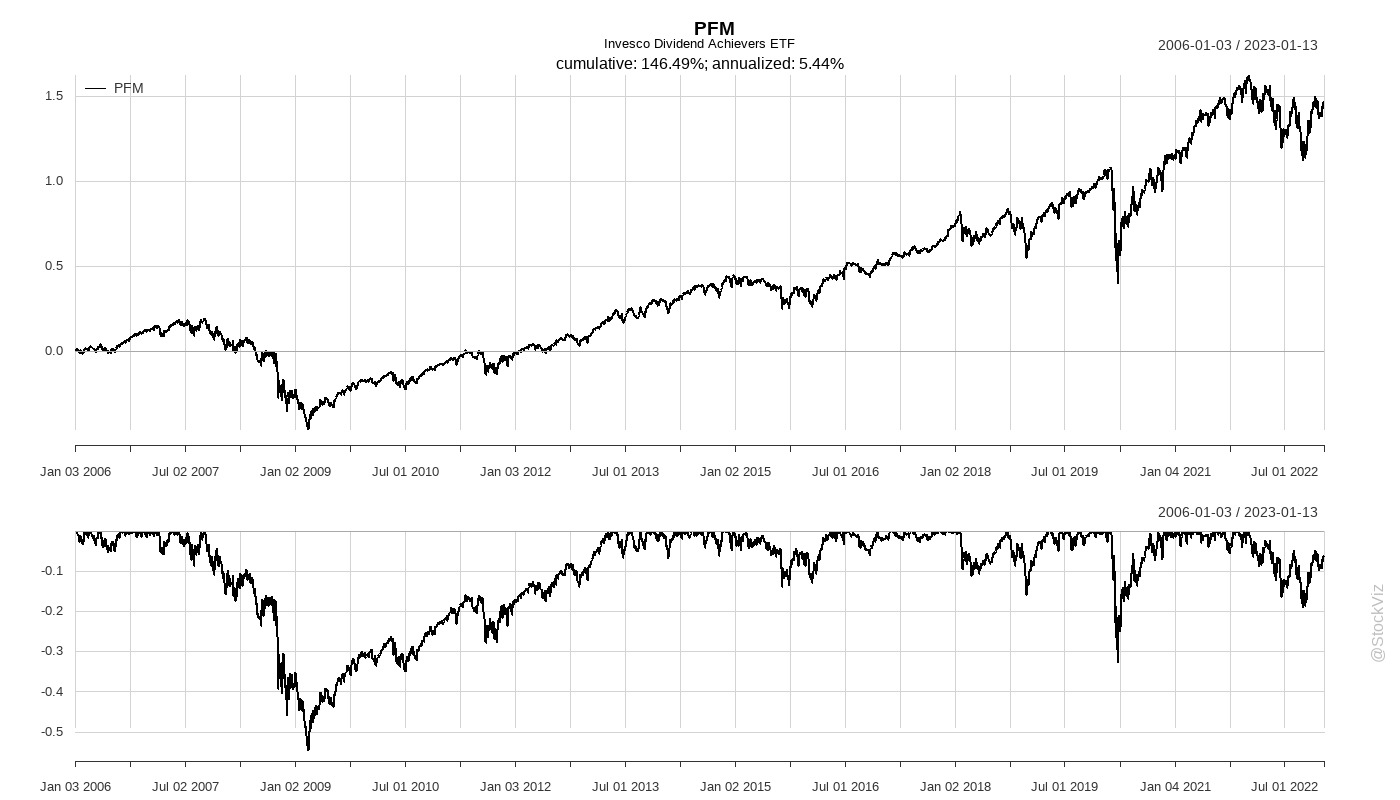 PFM
Invesco Dividend Achievers ETF
2006-01-03 / 2023-01-13
cumulative: 146.49%; annualized: 5.44%
PFM
1.5
1.0
0.5
0.0
Jan 03 2006 Jul 02 2007 Jan 02 2009 Jul 01 2010 Jan 03 2012 Jul 01 2013 Jan 02 2015 Jul 01 2016 Jan 02 2018 Jul 01 2019 Jan 04 2021 Jul 01 2022
2006-01-03 / 2023-01-13
-0.1
-0.2
-0.3
-0.4
-0.5
Jan 03 2006 Jul 02 2007 Jan 02 2009 Jul 01 2010 Jan 03 2012 Jul 01 2013 Jan 02 2015 Jul 01 2016 Jan 02 2018 Jul 01 2019 Jan 04 2021 Jul 01 2022
@StockViz